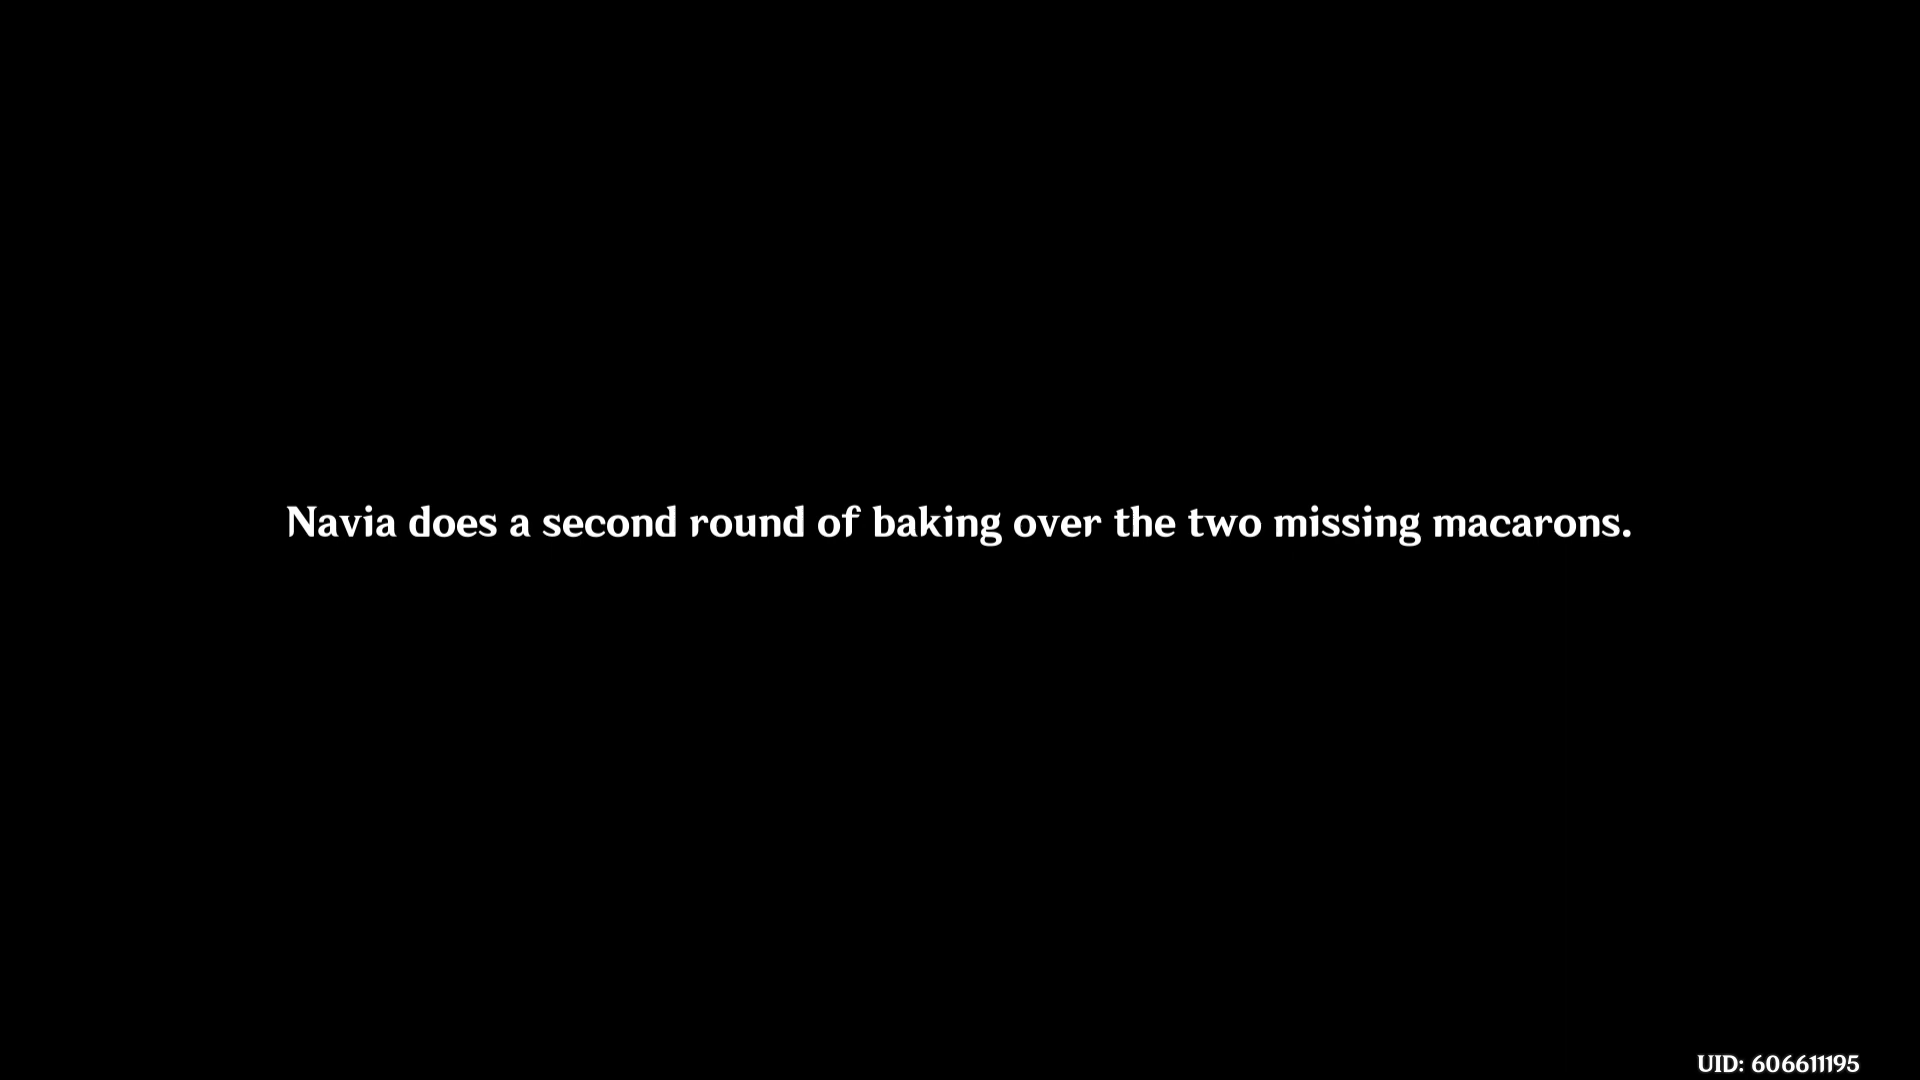 Navia does a second round of baking over the two missing macarons.
UID: 606611195